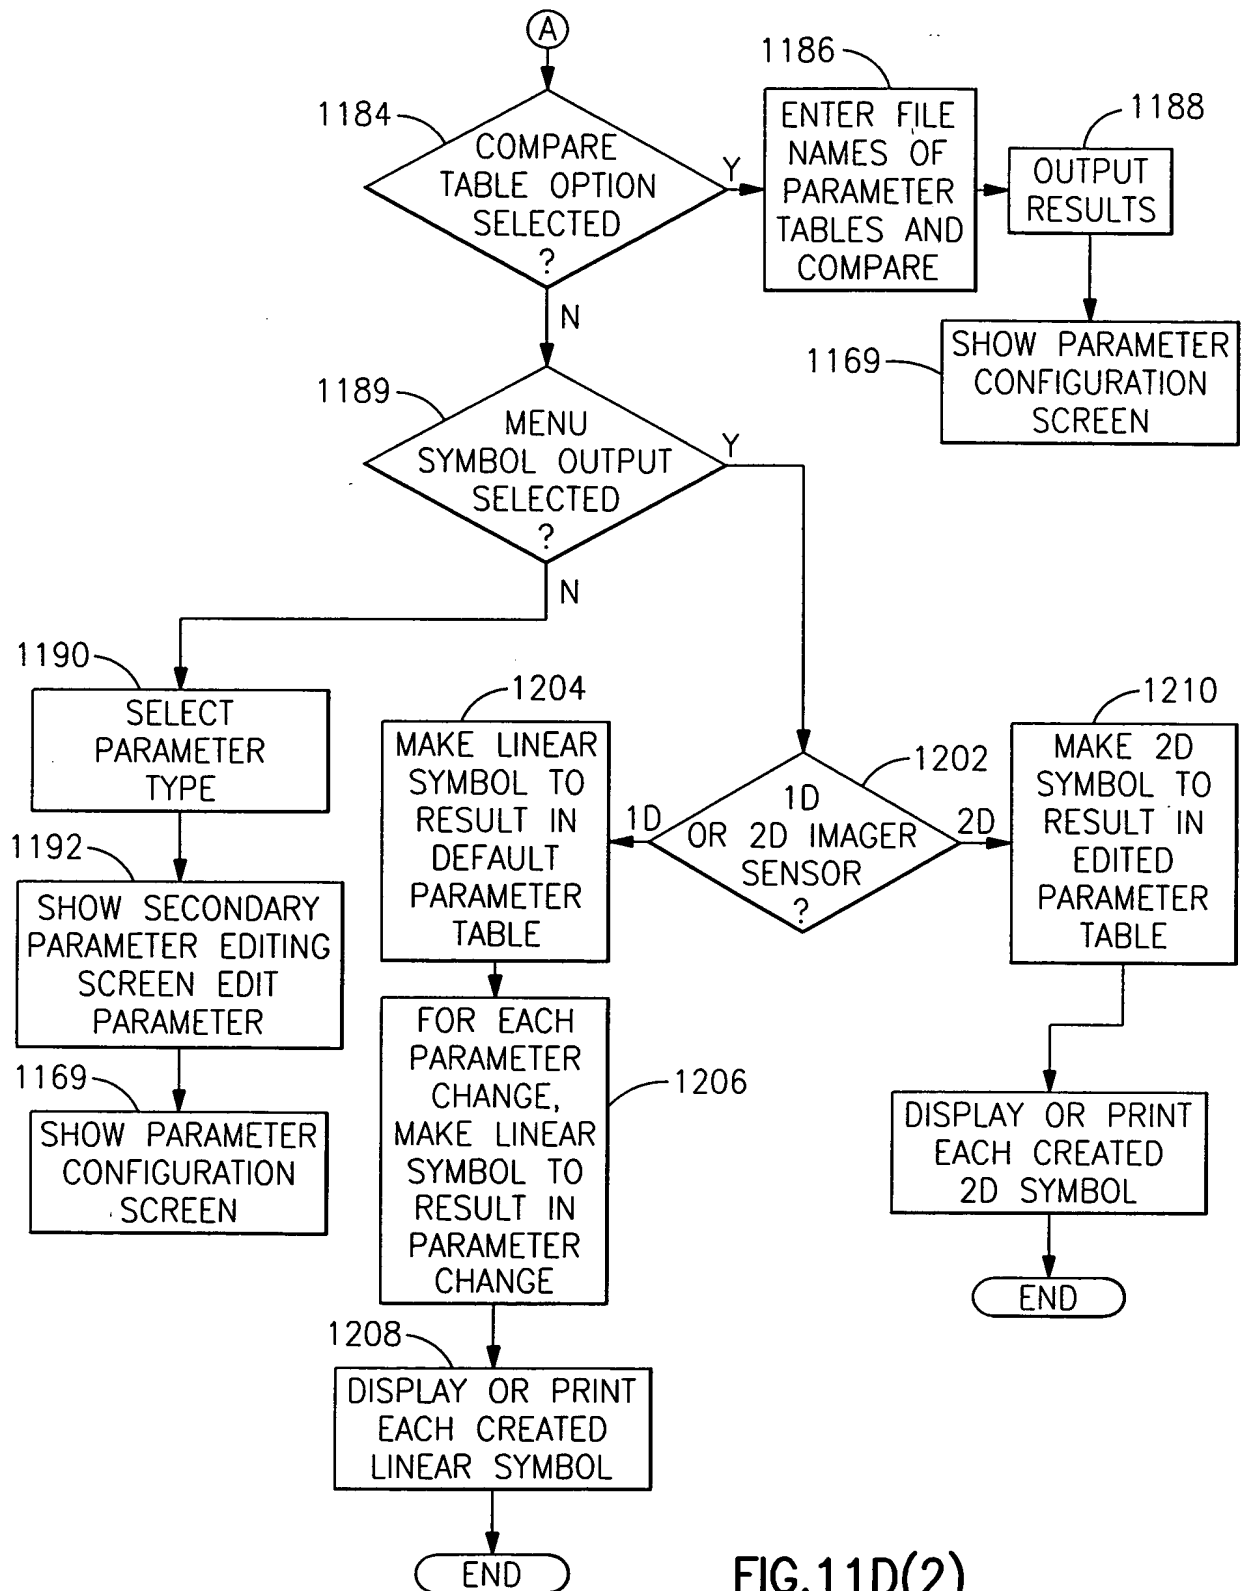 A
1184
COMPARE
TABLE OPTION
SELECTED
?
Y
N
1186
ENTER FILE
NAMES OF
PARAMETER
TABLES AND
COMPARE
1188
OUTPUT
RESULTS
1169
SHOW PARAMETER
CONFIGURATION
SCREEN
1189
MENU
SYMBOL OUTPUT
SELECTED
?
Y
N
1190
SELECT
PARAMETER
TYPE
1192
SHOW SECONDARY
PARAMETER EDITING
SCREEN EDIT
PARAMETER
1169
SHOW PARAMETER
CONFIGURATION
SCREEN
1204
MAKE LINEAR
SYMBOL TO
RESULT IN
DEFAULT
PARAMETER
TABLE
1202
1D
OR 2D IMAGER
SENSOR
?
1D
2D
1210
MAKE 2D
SYMBOL TO
RESULT IN
EDITED
PARAMETER
TABLE
1206
FOR EACH
PARAMETER
CHANGE,
MAKE LINEAR
SYMBOL TO
RESULT IN
PARAMETER
CHANGE
DISPLAY OR PRINT
EACH CREATED
2D SYMBOL
END
1208
DISPLAY OR PRINT
EACH CREATED
LINEAR SYMBOL
END
FIG.11D(2)